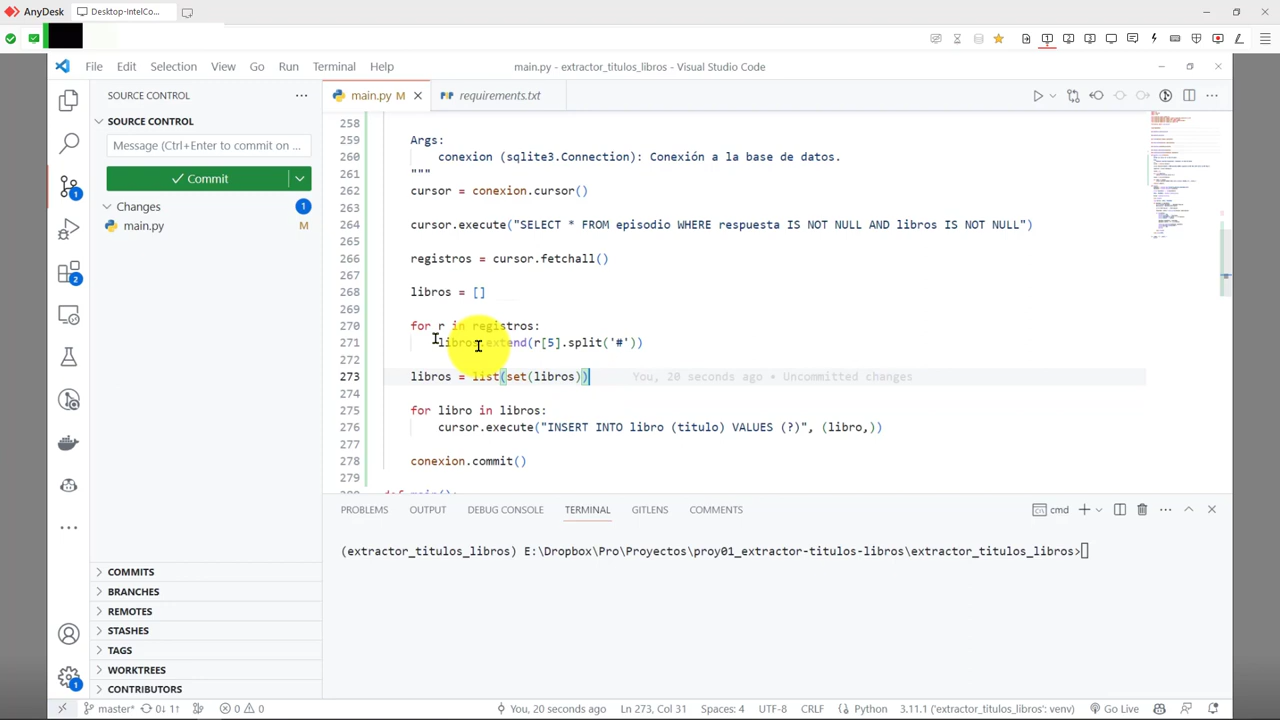 AnyDesk
Desktop-IntelCo...
File Edit Selection View Go Run Terminal Help
main.py - extractor_titulos_libros - Visual Studio Code
SOURCE CONTROL
main.py M
requirements.txt
SOURCE CONTROL
Message (Ctrl+Enter to commit on ...
Commit
Changes
1
main.py
M
258
259 Args:
260 conexion (sqlite3.Connection): Conexión a la base de datos.
261 """
262 cursor = conexion.cursor()
263
264 cursor.execute("SELECT * FROM episodio WHERE respuesta IS NOT NULL AND libros IS NOT NULL")
265
266 registros = cursor.fetchall()
267
268 libros = []
269
270 for r in registros:
271 libros.extend(r[5].split('#'))
272
273 libros = list(set(libros)) You, 20 seconds ago • Uncommitted changes
274
275 for libro in libros:
276 cursor.execute("INSERT INTO libro (titulo) VALUES (?)", (libro,))
277
278 conexion.commit()
279
280 def main():
PROBLEMS OUTPUT DEBUG CONSOLE TERMINAL GITLENS COMMENTS
cmd
(extractor_titulos_libros) E:\Dropbox\Pro\Proyectos\proy01_extractor-titulos-libros\extractor_titulos_libros>
COMMITS
BRANCHES
REMOTES
STASHES
TAGS
WORKTREES
CONTRIBUTORS
master* 0↓ 1↑ 0 0 You, 20 seconds ago Ln 273, Col 31 Spaces: 4 UTF-8 CRLF Python 3.11.1 ('extractor_titulos_libros': venv) Go Live